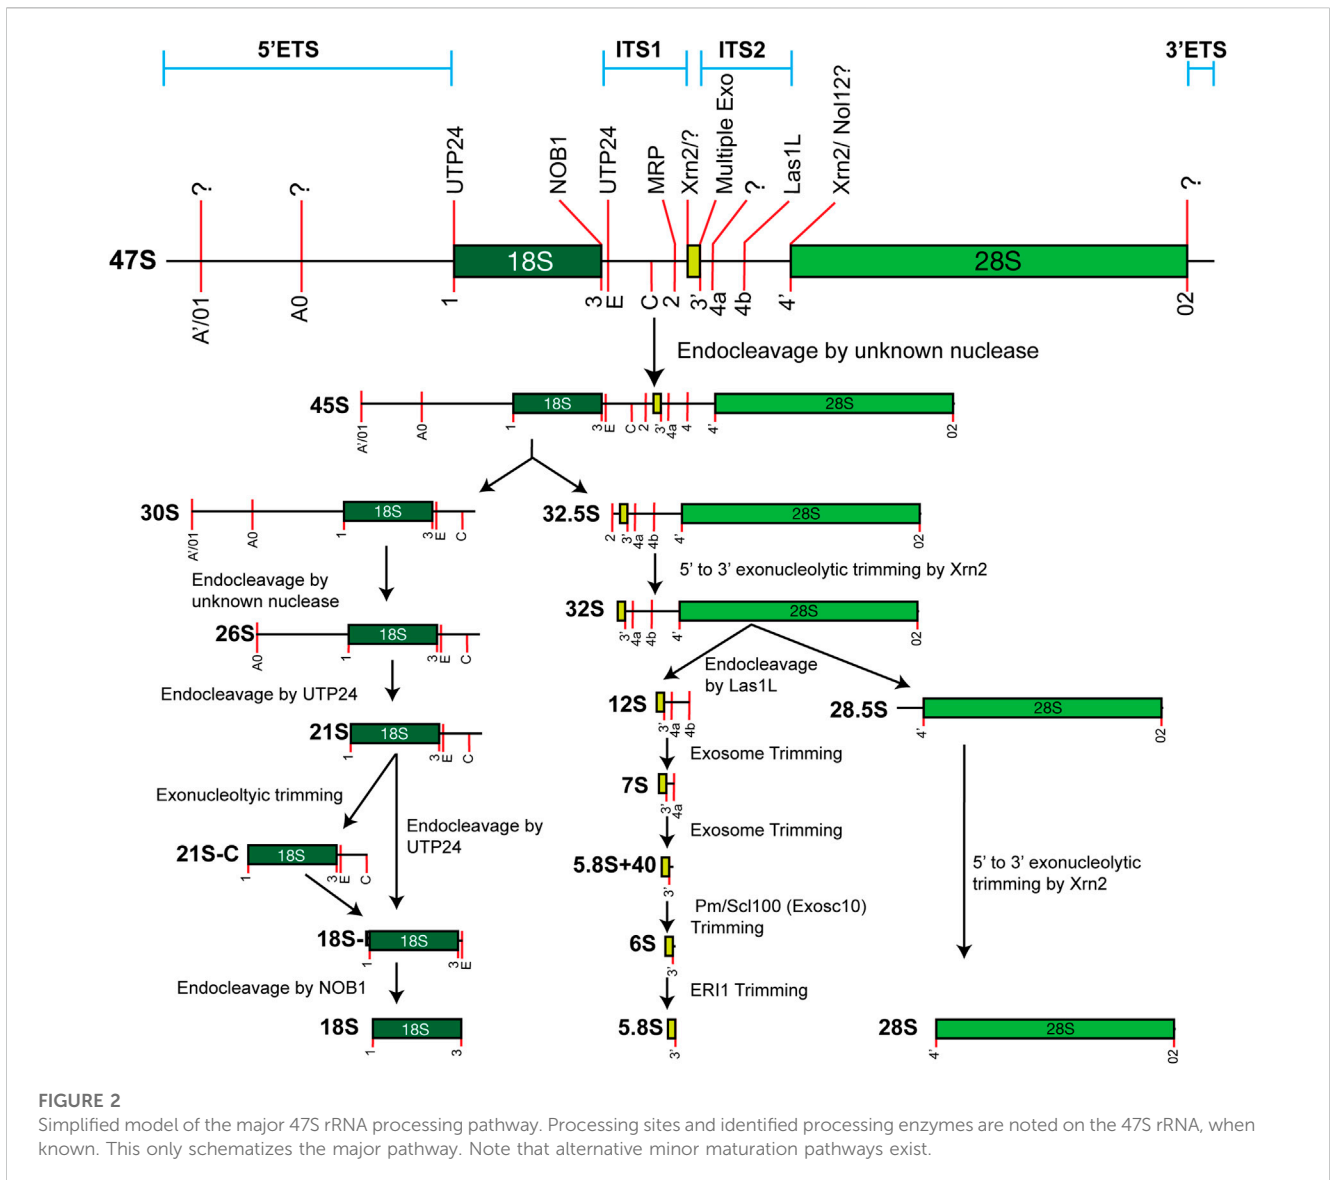 5’ETS
ITS1
ITS2
3’ETS
?
?
UTP24
NOB1
UTP24
MRP
Xrn2/?
Multiple Exo
?
Las1L
Xrn2/ Nol12?
?
47S
18S
28S
A’/01
A0
1
3
E
C
2
3’
4a
4b
4’
02
Endocleavage by unknown nuclease
45S
18S
28S
A’/01
A0
1
3
E
C
2
3’
4a
4
4’
02
30S
18S
A’/01
A0
1
3
E
C
32.5S
28S
2
3’
4a
4b
4’
02
Endocleavage by
unknown nuclease
5’ to 3’ exonucleolytic trimming by Xrn2
26S
18S
A0
1
3
E
C
32S
28S
3’
4a
4b
4’
02
Endocleavage by UTP24
Endocleavage
by Las1L
21S
18S
1
3
E
C
12S
3’
4a
4b
28.5S
28S
4’
02
Exosome Trimming
Exonucleoltyic trimming
7S
3’
4a
Endocleavage by
UTP24
Exosome Trimming
21S-C
18S
1
3
E
C
5.8S+40
3’
5’ to 3’ exonucleolytic
trimming by Xrn2
Pm/Scl100 (Exosc10)
Trimming
18S-
18S
1
3
E
6S
3’
Endocleavage by NOB1
ERI1 Trimming
18S
18S
1
3
5.8S
3’
28S
28S
4’
02
FIGURE 2
Simplified model of the major 47S rRNA processing pathway. Processing sites and identified processing enzymes are noted on the 47S rRNA, when
known. This only schematizes the major pathway. Note that alternative minor maturation pathways exist.